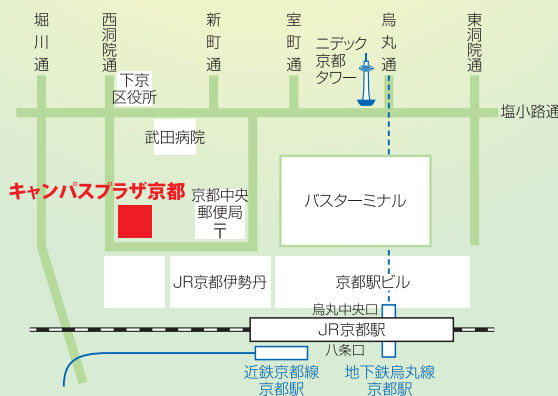 堀川通
西洞院通
新町通
室町通
ニデック
京都
タワー
烏丸通
東洞院通
下京
区役所
塩小路通
武田病院
キャンパスプラザ京都
京都中央
郵便局
〒
バスターミナル
JR京都伊勢丹
京都駅ビル
烏丸中央口
JR京都駅
八条口
近鉄京都線
京都駅
地下鉄烏丸線
京都駅